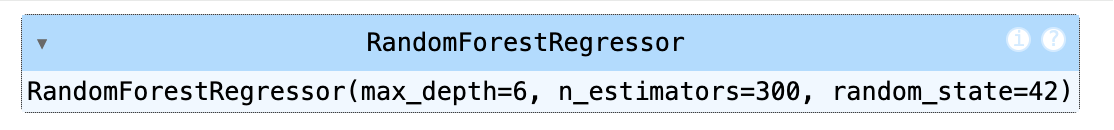 RandomForestRegressor
RandomForestRegressor(max_depth=6, n_estimators=300, random_state=42)